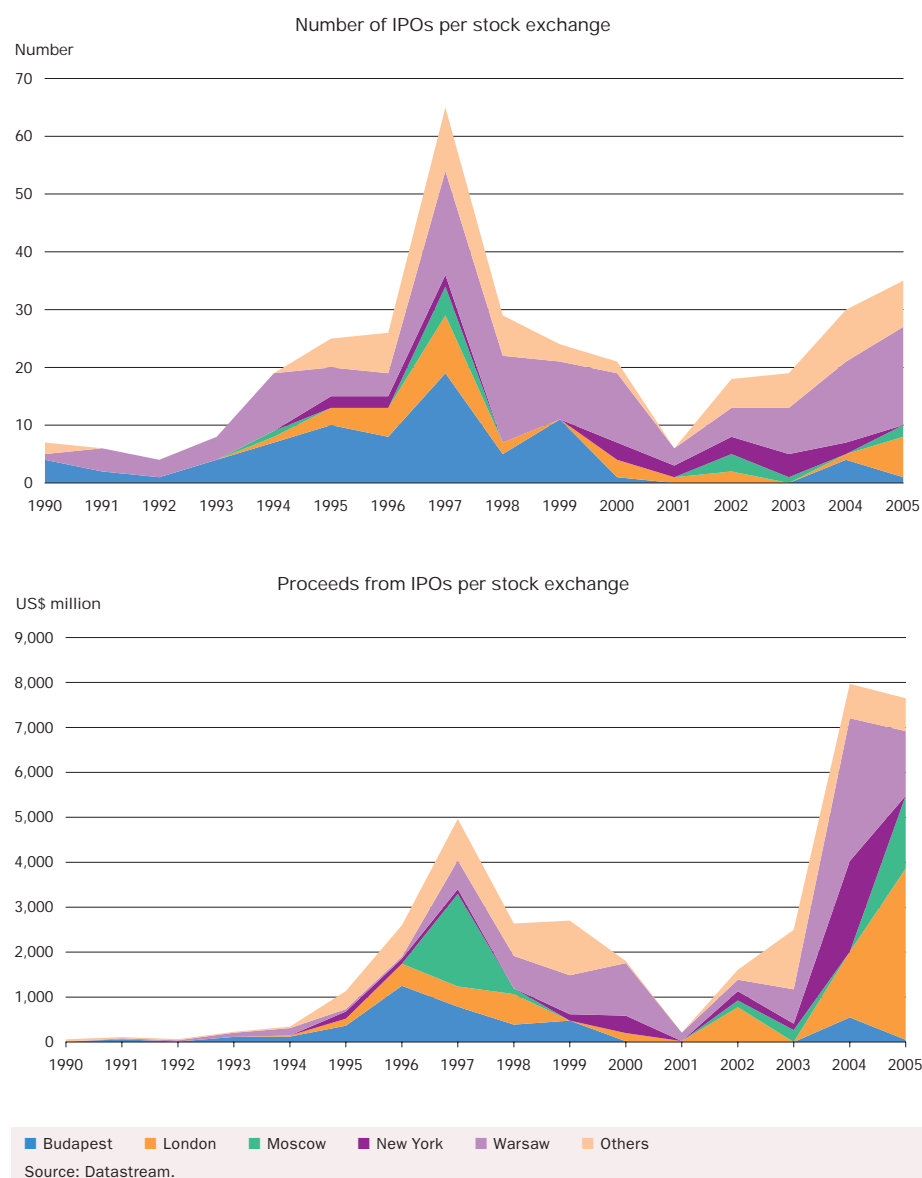 Number of IPOs per stock exchange
Number
70
60
50
40
30
20
10
0
1990 1991 1992 1993 1994 1995 1996 1997 1998 1999 2000 2001 2002 2003 2004 2005
Proceeds from IPOs per stock exchange
US$ million
9,000
8,000
7,000
6,000
5,000
4,000
3,000
2,000
1,000
0
1990 1991 1992 1993 1994 1995 1996 1997 1998 1999 2000 2001 2002 2003 2004 2005
Budapest London Moscow New York Warsaw Others
Source: Datastream.